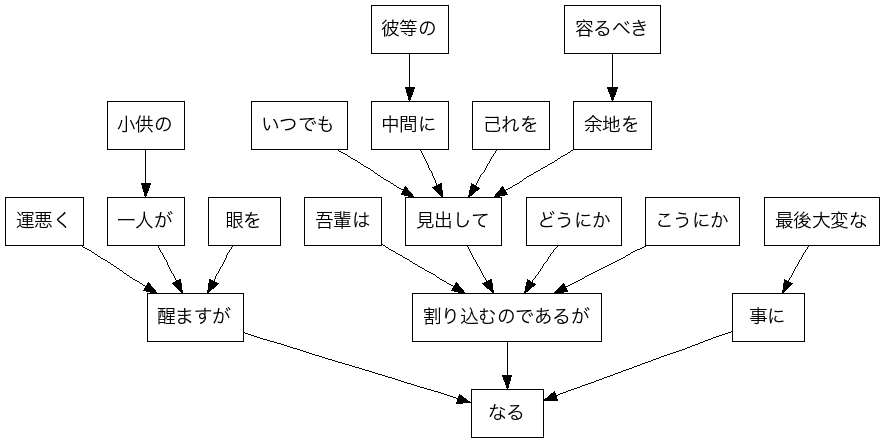 彼等の 容るべき
小供の いつでも 中間に 己れを 余地を
運悪く 一人が 眼を 吾輩は 見出して どうにか こうにか 最後大変な
醒ますが 割り込むのであるが 事に
なる